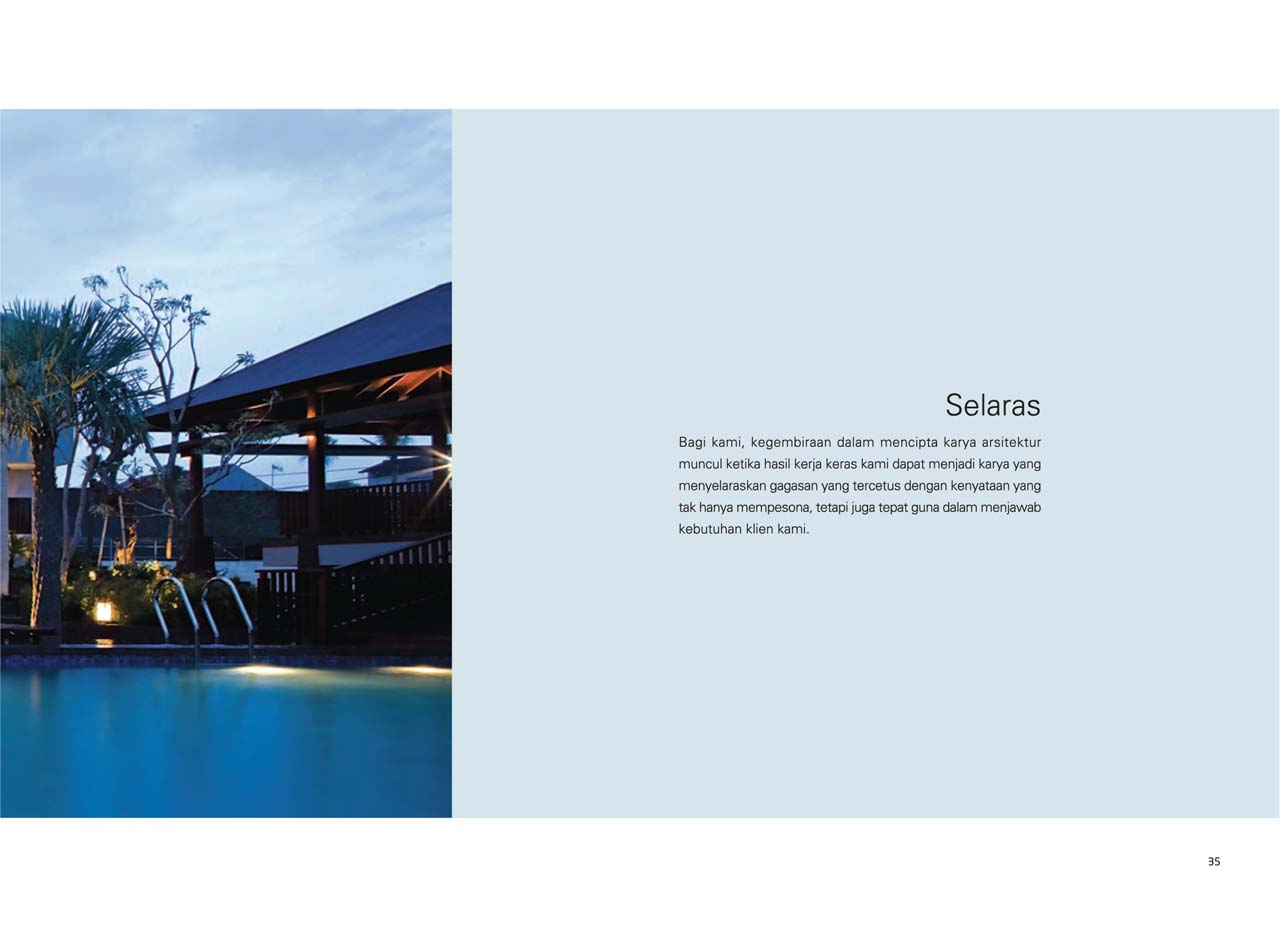 Selaras
Bagi kami, kegembiraan dalam mencipta karya arsitektur
muncul ketika hasil kerja keras kami dapat menjadi karya yang
menyelaraskan gagasan yang tercetus dengan kenyataan yang
tak hanya mempesona, tetapi juga tepat guna dalam menjawab
kebutuhan klien kami.
35